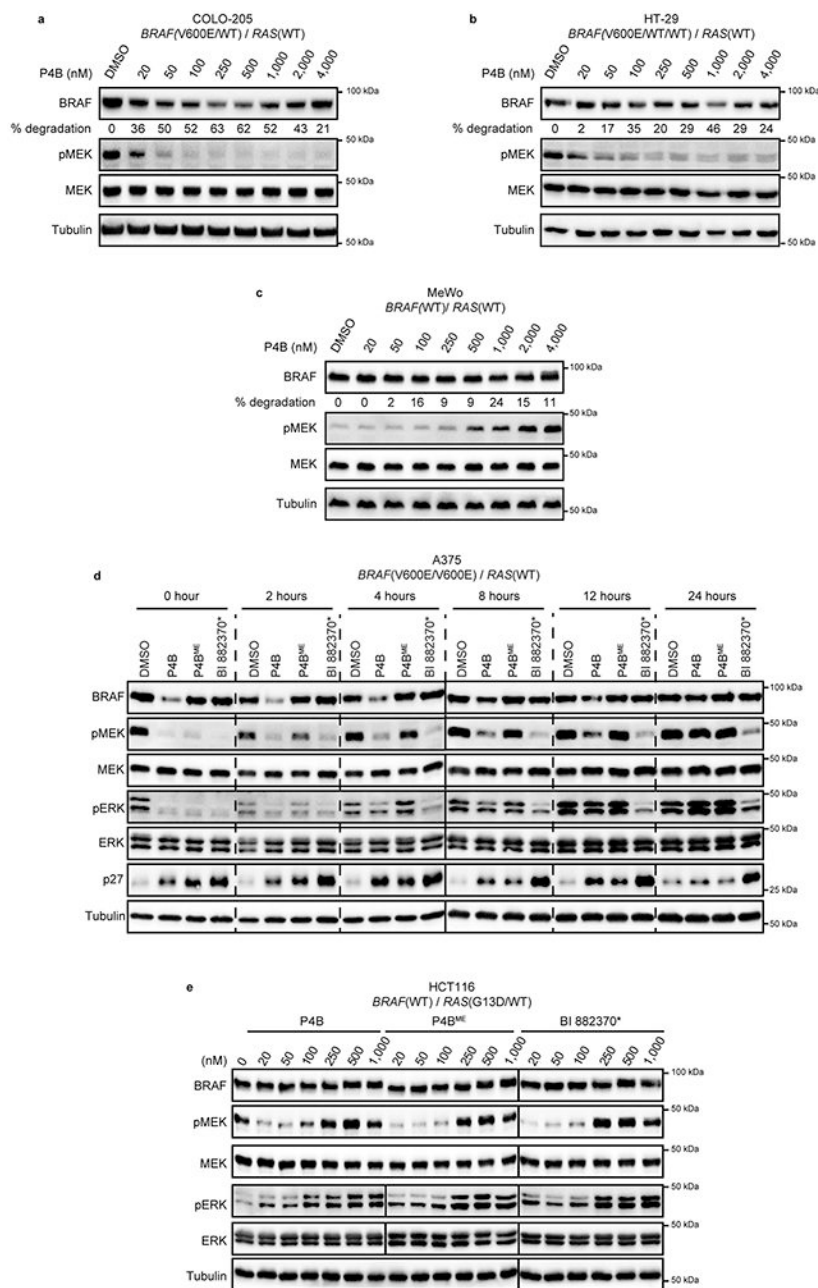 a
COLO-205
BRAF(V600E/WT) / RAS(WT)
P4B (nM) DMSO 20 50 100 250 500 1,000 2,000 4,000
BRAF 100 kDa
% degradation 0 36 50 52 63 62 52 43 21
pMEK 50 kDa
MEK 50 kDa
Tubulin 50 kDa
b
HT-29
BRAF(V600E/WT/WT) / RAS(WT)
P4B (nM) DMSO 20 50 100 250 500 1,000 2,000 4,000
BRAF 100 kDa
% degradation 0 2 17 35 20 29 46 29 24
pMEK 50 kDa
MEK 50 kDa
Tubulin 50 kDa
c
MeWo
BRAF(WT)/ RAS(WT)
P4B (nM) DMSO 20 50 100 250 500 1,000 2,000 4,000
BRAF 100 kDa
% degradation 0 0 2 16 9 9 24 15 11
pMEK 50 kDa
MEK 50 kDa
Tubulin 50 kDa
d
A375
BRAF(V600E/V600E) / RAS(WT)
0 hour 2 hours 4 hours 8 hours 12 hours 24 hours
DMSO P4B P4BME BI 882370* DMSO P4B P4BME BI 882370* DMSO P4B P4BME BI 882370* DMSO P4B P4BME BI 882370* DMSO P4B P4BME BI 882370* DMSO P4B P4BME BI 882370*
BRAF 100 kDa
pMEK 50 kDa
MEK 50 kDa
pERK 50 kDa
ERK 50 kDa
p27 25 kDa
Tubulin 50 kDa
e
HCT116
BRAF(WT) / RAS(G13D/WT)
P4B P4BME BI 882370*
(nM) 0 20 50 100 250 500 1,000 20 50 100 250 500 1,000 20 50 100 250 500 1,000
BRAF 100 kDa
pMEK 50 kDa
MEK 50 kDa
pERK 50 kDa
ERK 50 kDa
Tubulin 50 kDa